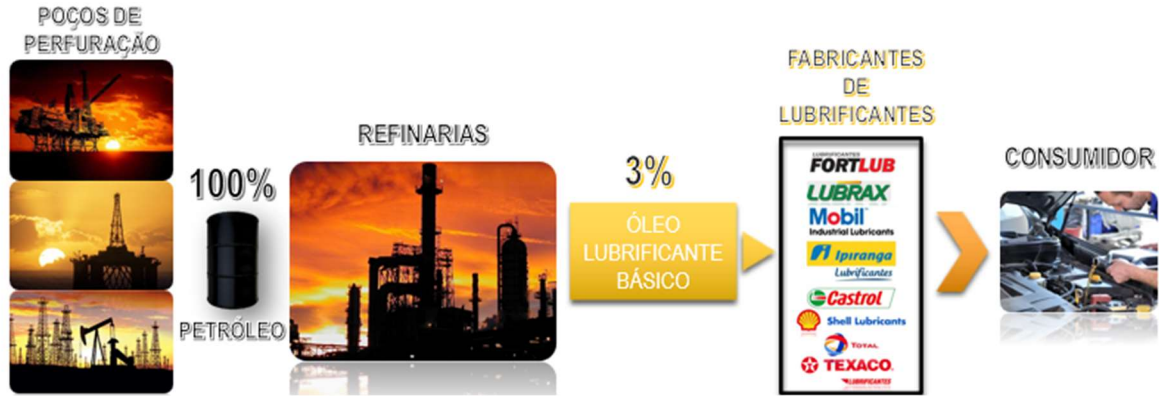 POÇOS DE
PERFURAÇÃO
100%
PETRÓLEO
REFINARIAS
3%
ÓLEO
LUBRIFICANTE
BÁSICO
FABRICANTES
DE
LUBRIFICANTES
LUBRIFICANTES
FORTLUB
LUBRAX
Mobil
Industrial Lubricants
Ipiranga
Lubrificantes
Castrol
Shell Lubricants
TOTAL
TEXACO.
LUBRIFICANTES
CONSUMIDOR